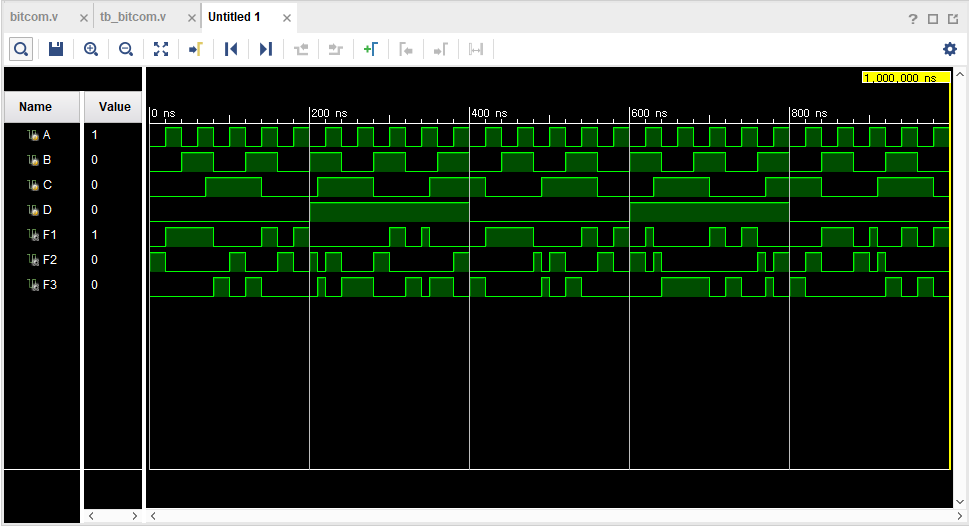 bitcom.v tb_bitcom.v Untitled 1
1,000,000 ns
Name Value
0 ns 200 ns 400 ns 600 ns 800 ns
A 1
B 0
C 0
D 0
F1 1
F2 0
F3 0